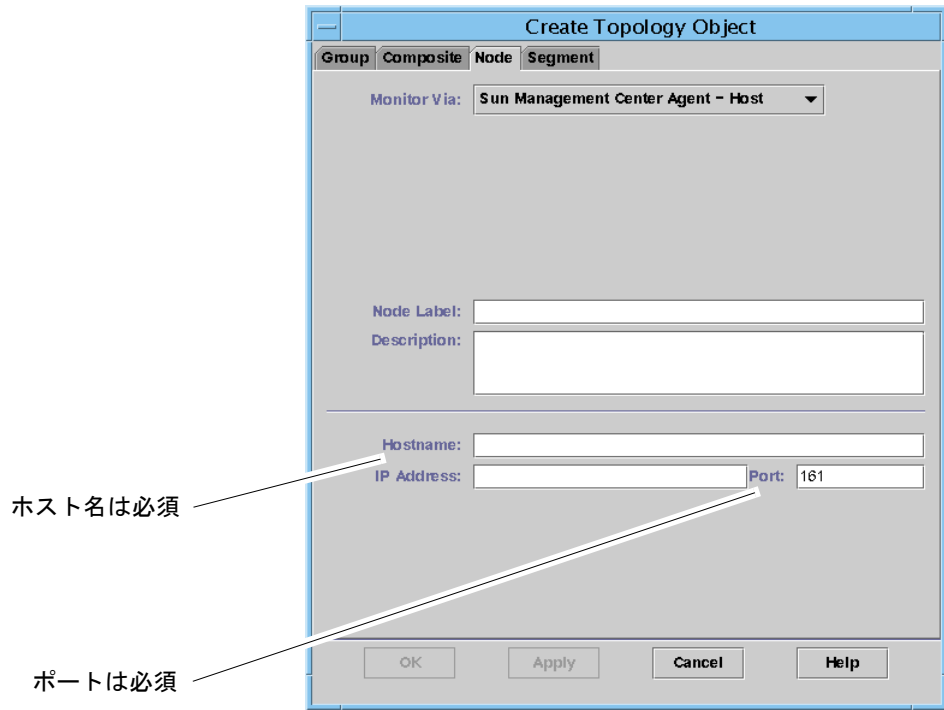 Create Topology Object
Group Composite Node Segment
Monitor Via: Sun Management Center Agent - Host
Node Label:
Description:
Hostname:
IP Address: Port: 161
ホスト名は必須
ポートは必須
OK Apply Cancel Help